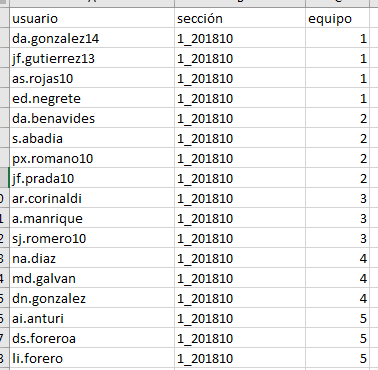 usuario sección equipo
da.gonzalez14 1_201810 1
jf.gutierrez13 1_201810 1
as.rojas10 1_201810 1
ed.negrete 1_201810 1
da.benavides 1_201810 2
s.abadia 1_201810 2
px.romano10 1_201810 2
jf.prada10 1_201810 2
ar.corinaldi 1_201810 3
a.manrique 1_201810 3
sj.romero10 1_201810 3
na.diaz 1_201810 4
md.galvan 1_201810 4
dn.gonzalez 1_201810 4
ai.anturi 1_201810 5
ds.foreroa 1_201810 5
li.forero 1_201810 5